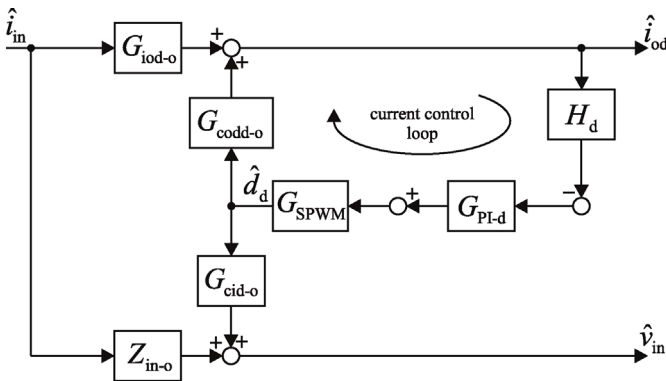 î_in
G_iod-o
+
+
î_od
G_codd-o
current control
loop
H_d
d̂_d
G_SPWM
+
G_PI-d
−
G_cid-o
Z_in-o
+
+
v̂_in